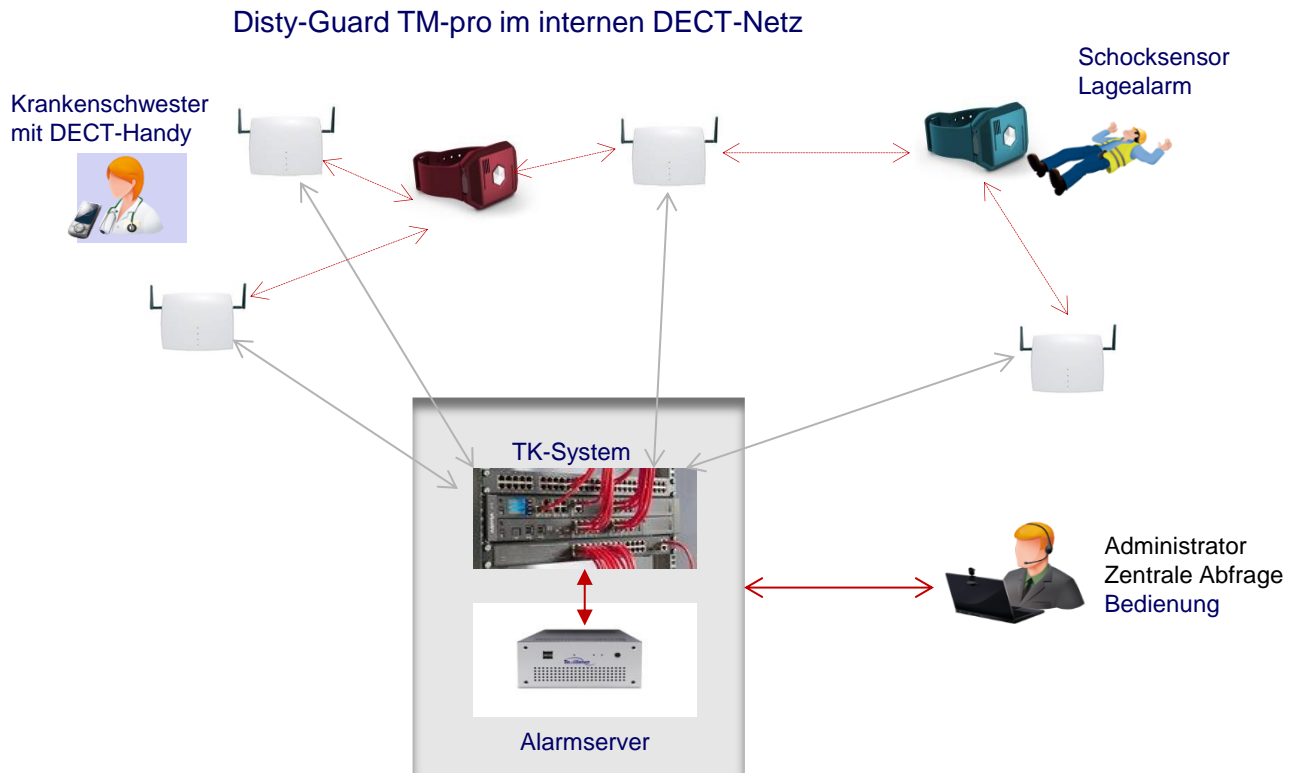 Disty-Guard TM-pro im internen DECT-Netz
Schocksensor
Lagealarm
Krankenschwester
mit DECT-Handy
TK-System
Administrator
Zentrale Abfrage
Bedienung
Alarmserver